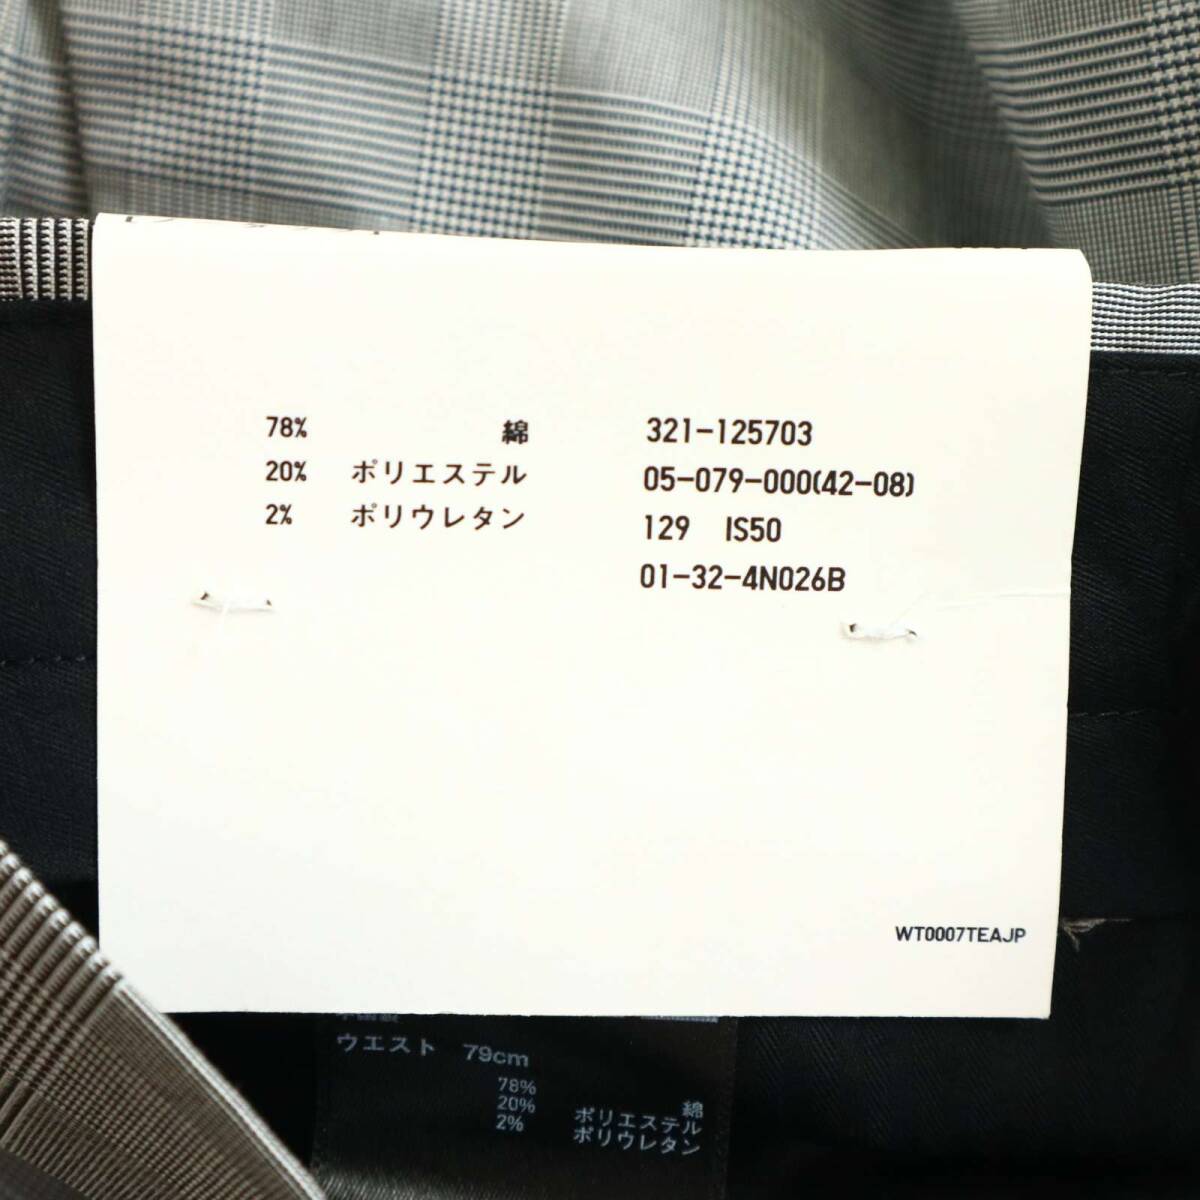 78% 綿
20% ポリエステル
2% ポリウレタン
321-125703
05-079-000(42-08)
129 IS50
01-32-4N026B
WT0007TEAJP
ウエスト 79cm
78% 綿
20% ポリエステル
2% ポリウレタン